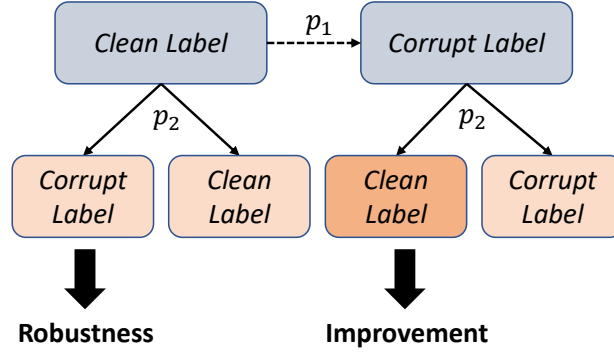 Clean Label
p₁
Corrupt Label
p₂
p₂
Corrupt
Label
Clean
Label
Clean
Label
Corrupt
Label
Robustness
Improvement